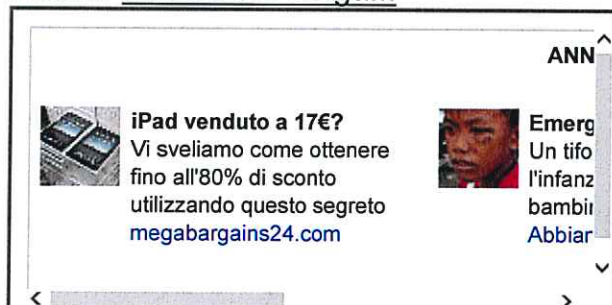 ANN
iPad venduto a 17€?
Vi sveliamo come ottenere
fino all'80% di sconto
utilizzando questo segreto
megabargains24.com
Emerg
Un tifo
l'infanz
bambin
Abbiar